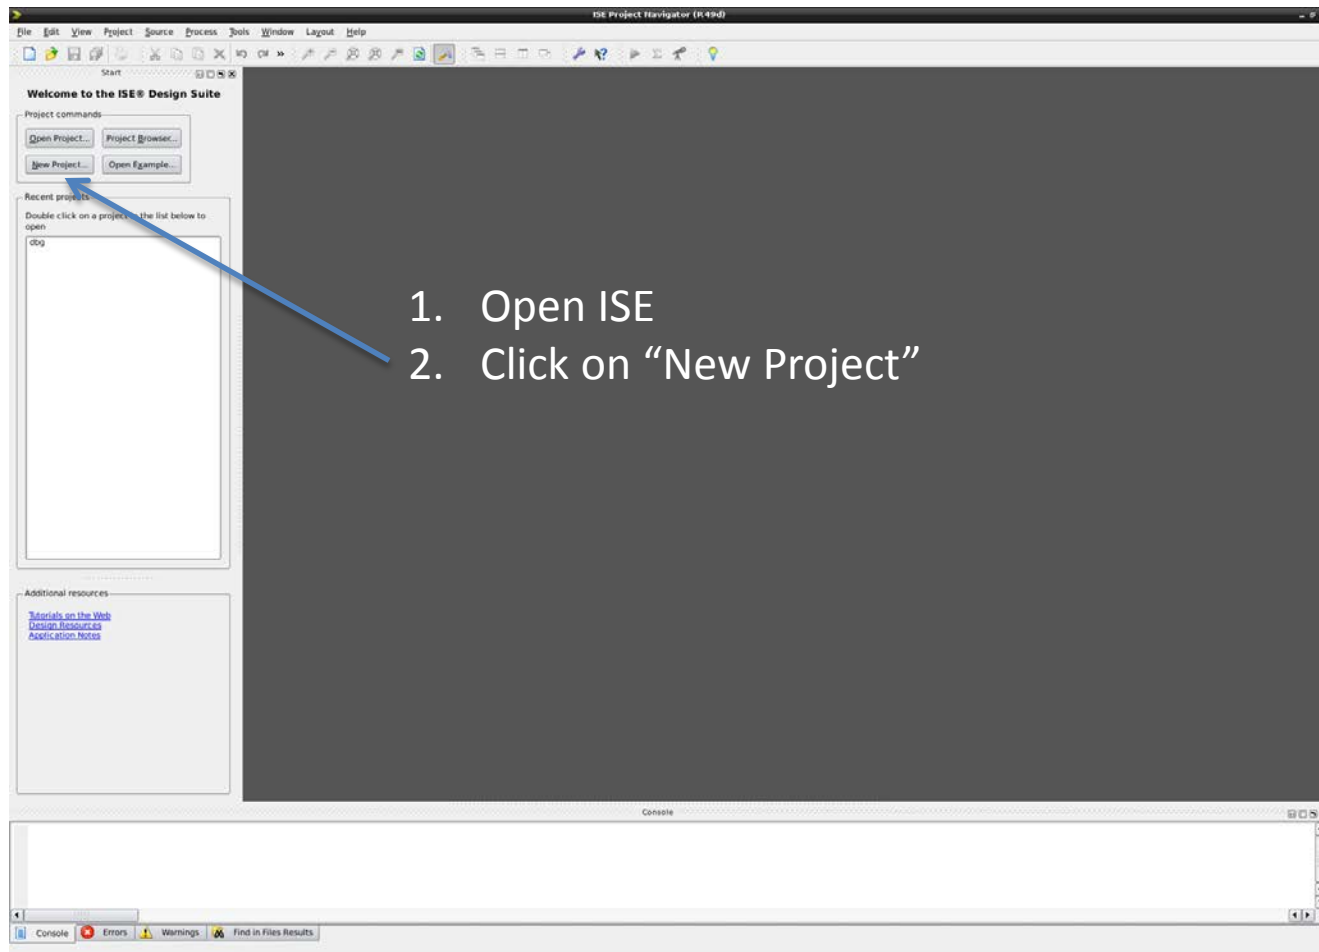 ISE Project Navigator (P.49d)
File Edit View Project Source Process Tools Window Layout Help
Start
Welcome to the ISE® Design Suite
Project commands
Open Project... Project Browser...
New Project... Open Example...
Recent projects
Double click on a project in the list below to
open
dbg
1. Open ISE
2. Click on “New Project”
Additional resources
Tutorials on the Web
Design Resources
Application Notes
Console
Console Errors Warnings Find in Files Results